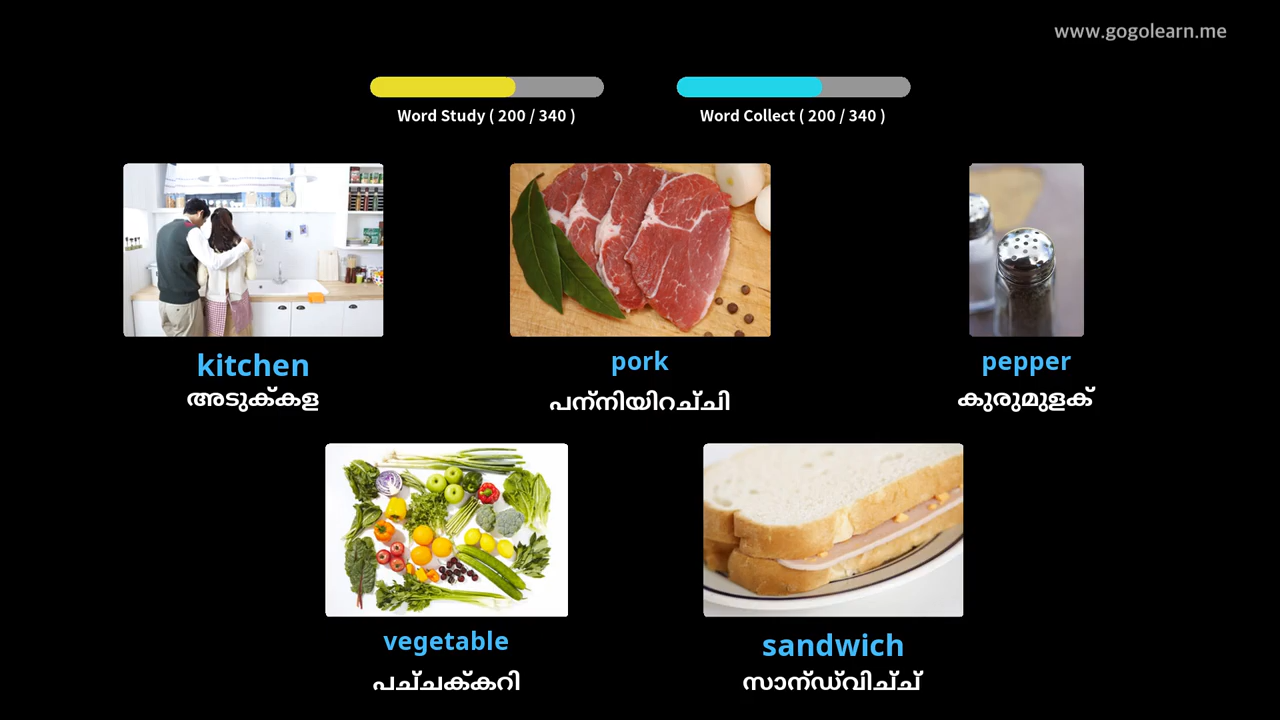 www.gogolearn.me
Word Study ( 200 / 340 )
Word Collect ( 200 / 340 )
kitchen
അടുക്കള
pork
പന്നിയിറച്ചി
pepper
കുരുമുളക്
vegetable
പച്ചക്കറി
sandwich
സാന്ഡ്വിച്ച്